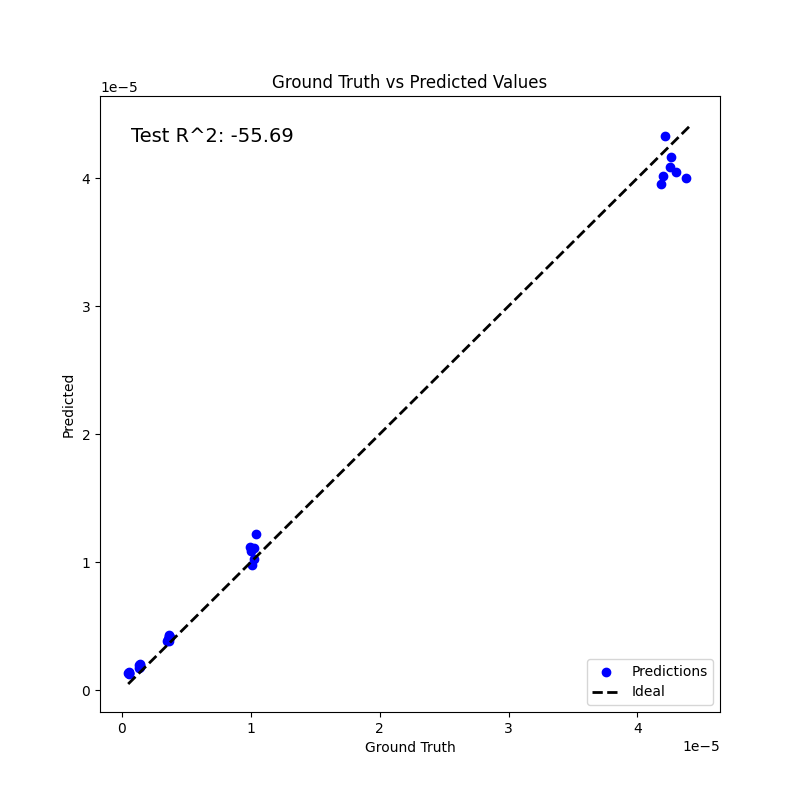 Ground Truth vs Predicted Values
1e−5
Test R^2: -55.69
4
3
2
1
0
Predicted
Predictions
Ideal
0 1 2 3 4
1e−5
Ground Truth